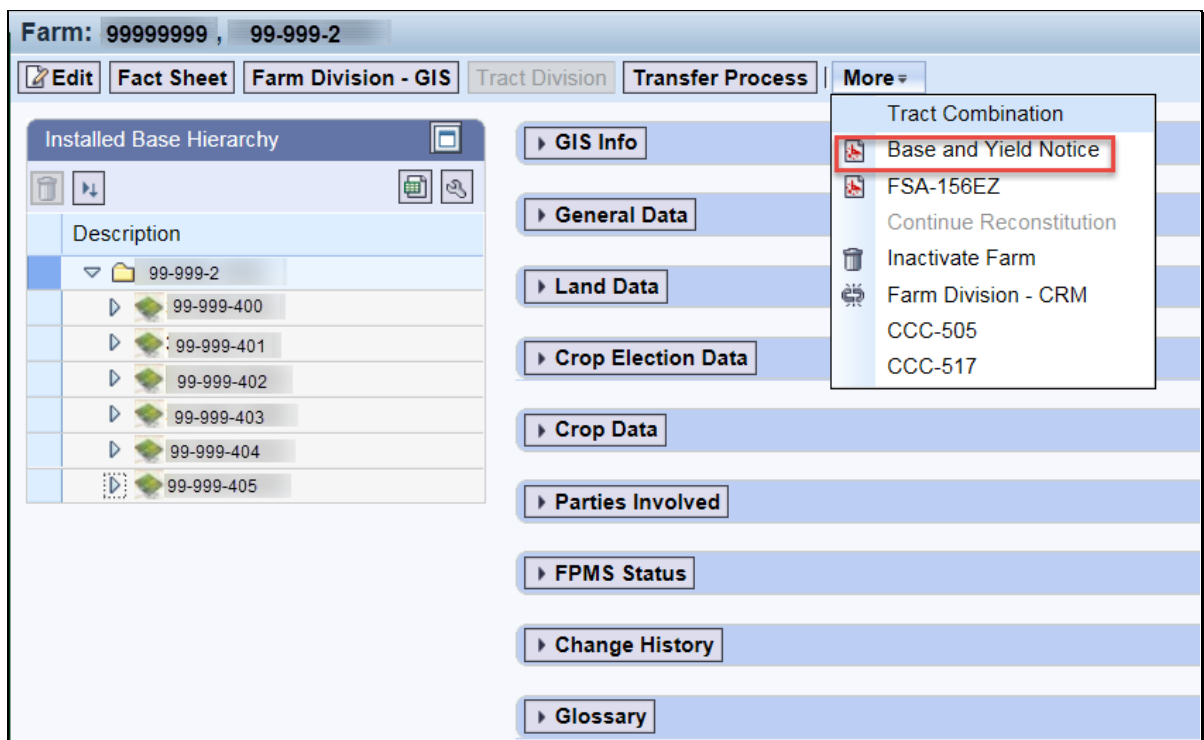 Farm: 99999999 , 99-999-2
Edit Fact Sheet Farm Division - GIS Tract Division Transfer Process | More
Tract Combination
Base and Yield Notice
FSA-156EZ
Continue Reconstitution
Inactivate Farm
Farm Division - CRM
CCC-505
CCC-517
Installed Base Hierarchy
Description
99-999-2
99-999-400
99-999-401
99-999-402
99-999-403
99-999-404
99-999-405
GIS Info
General Data
Land Data
Crop Election Data
Crop Data
Parties Involved
FPMS Status
Change History
Glossary